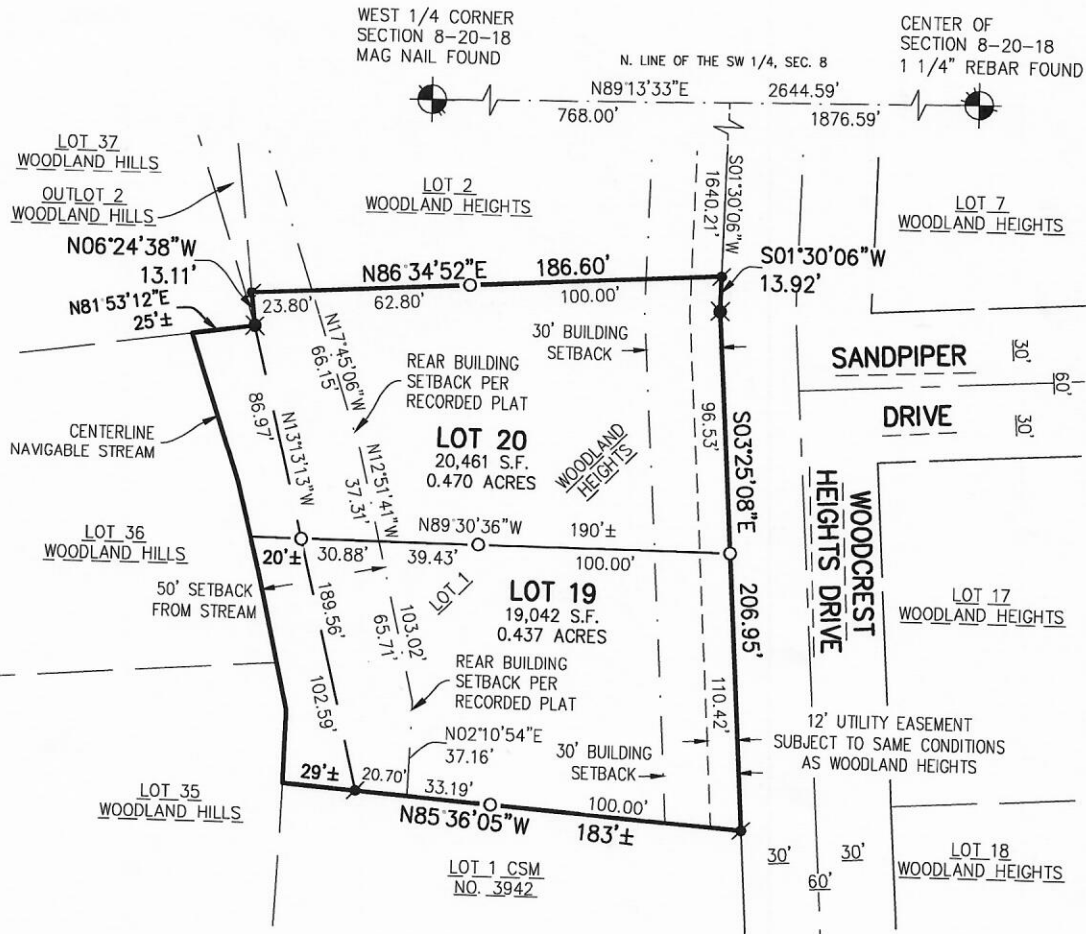 WEST 1/4 CORNER
SECTION 8-20-18
MAG NAIL FOUND
CENTER OF
SECTION 8-20-18
1 1/4" REBAR FOUND
N. LINE OF THE SW 1/4, SEC. 8
N89°13'33"E 2644.59'
768.00' 1876.59'
LOT 37
WOODLAND HILLS
OUTLOT 2
WOODLAND HILLS
LOT 2
WOODLAND HEIGHTS
S01°30'06"W
1640.21'
LOT 7
WOODLAND HEIGHTS
N06°24'38"W
13.11'
N86°34'52"E 186.60'
S01°30'06"W
13.92'
N81°53'12"E
25'±
23.80' 62.80' 100.00'
30' BUILDING
SETBACK
N17°45'06"W
66.15'
REAR BUILDING
SETBACK PER
RECORDED PLAT
SANDPIPER
DRIVE
30'
60'
30'
CENTERLINE
NAVIGABLE STREAM
N13°13'13"W
86.97'
LOT 20
20,461 S.F.
0.470 ACRES
WOODLAND
HEIGHTS
96.53'
S03°25'08"E
N12°51'41"W
37.31'
WOODCREST
HEIGHTS DRIVE
LOT 36
WOODLAND HILLS
N89°30'36"W 190'±
20'± 30.88' 39.43' 100.00'
50' SETBACK
FROM STREAM
LOT 1
LOT 19
19,042 S.F.
0.437 ACRES
206.95'
LOT 17
WOODLAND HEIGHTS
189.56'
103.02'
65.71'
REAR BUILDING
SETBACK PER
RECORDED PLAT
102.59'
110.42'
N02°10'54"E
37.16'
30' BUILDING
SETBACK
12' UTILITY EASEMENT
SUBJECT TO SAME CONDITIONS
AS WOODLAND HEIGHTS
LOT 35
WOODLAND HILLS
29'± 20.70' 33.19' 100.00'
N85°36'05"W 183'±
LOT 1 CSM
NO. 3942
30' 30'
60'
LOT 18
WOODLAND HEIGHTS